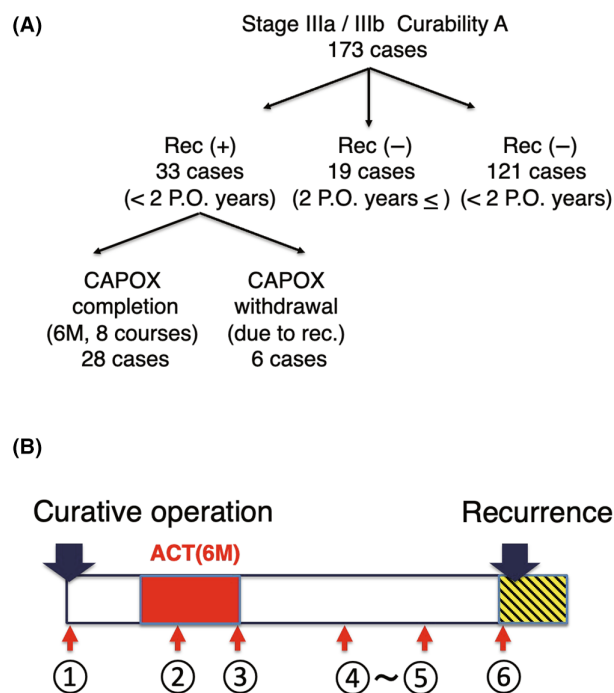 (A)
Stage IIIa / IIIb Curability A
173 cases
Rec (+)
33 cases
(< 2 P.O. years)
Rec (−)
19 cases
(2 P.O. years ≤ )
Rec (−)
121 cases
(< 2 P.O. years)
CAPOX
completion
(6M, 8 courses)
28 cases
CAPOX
withdrawal
(due to rec.)
6 cases
(B)
Curative operation
Recurrence
ACT(6M)
① ② ③ ④～⑤ ⑥